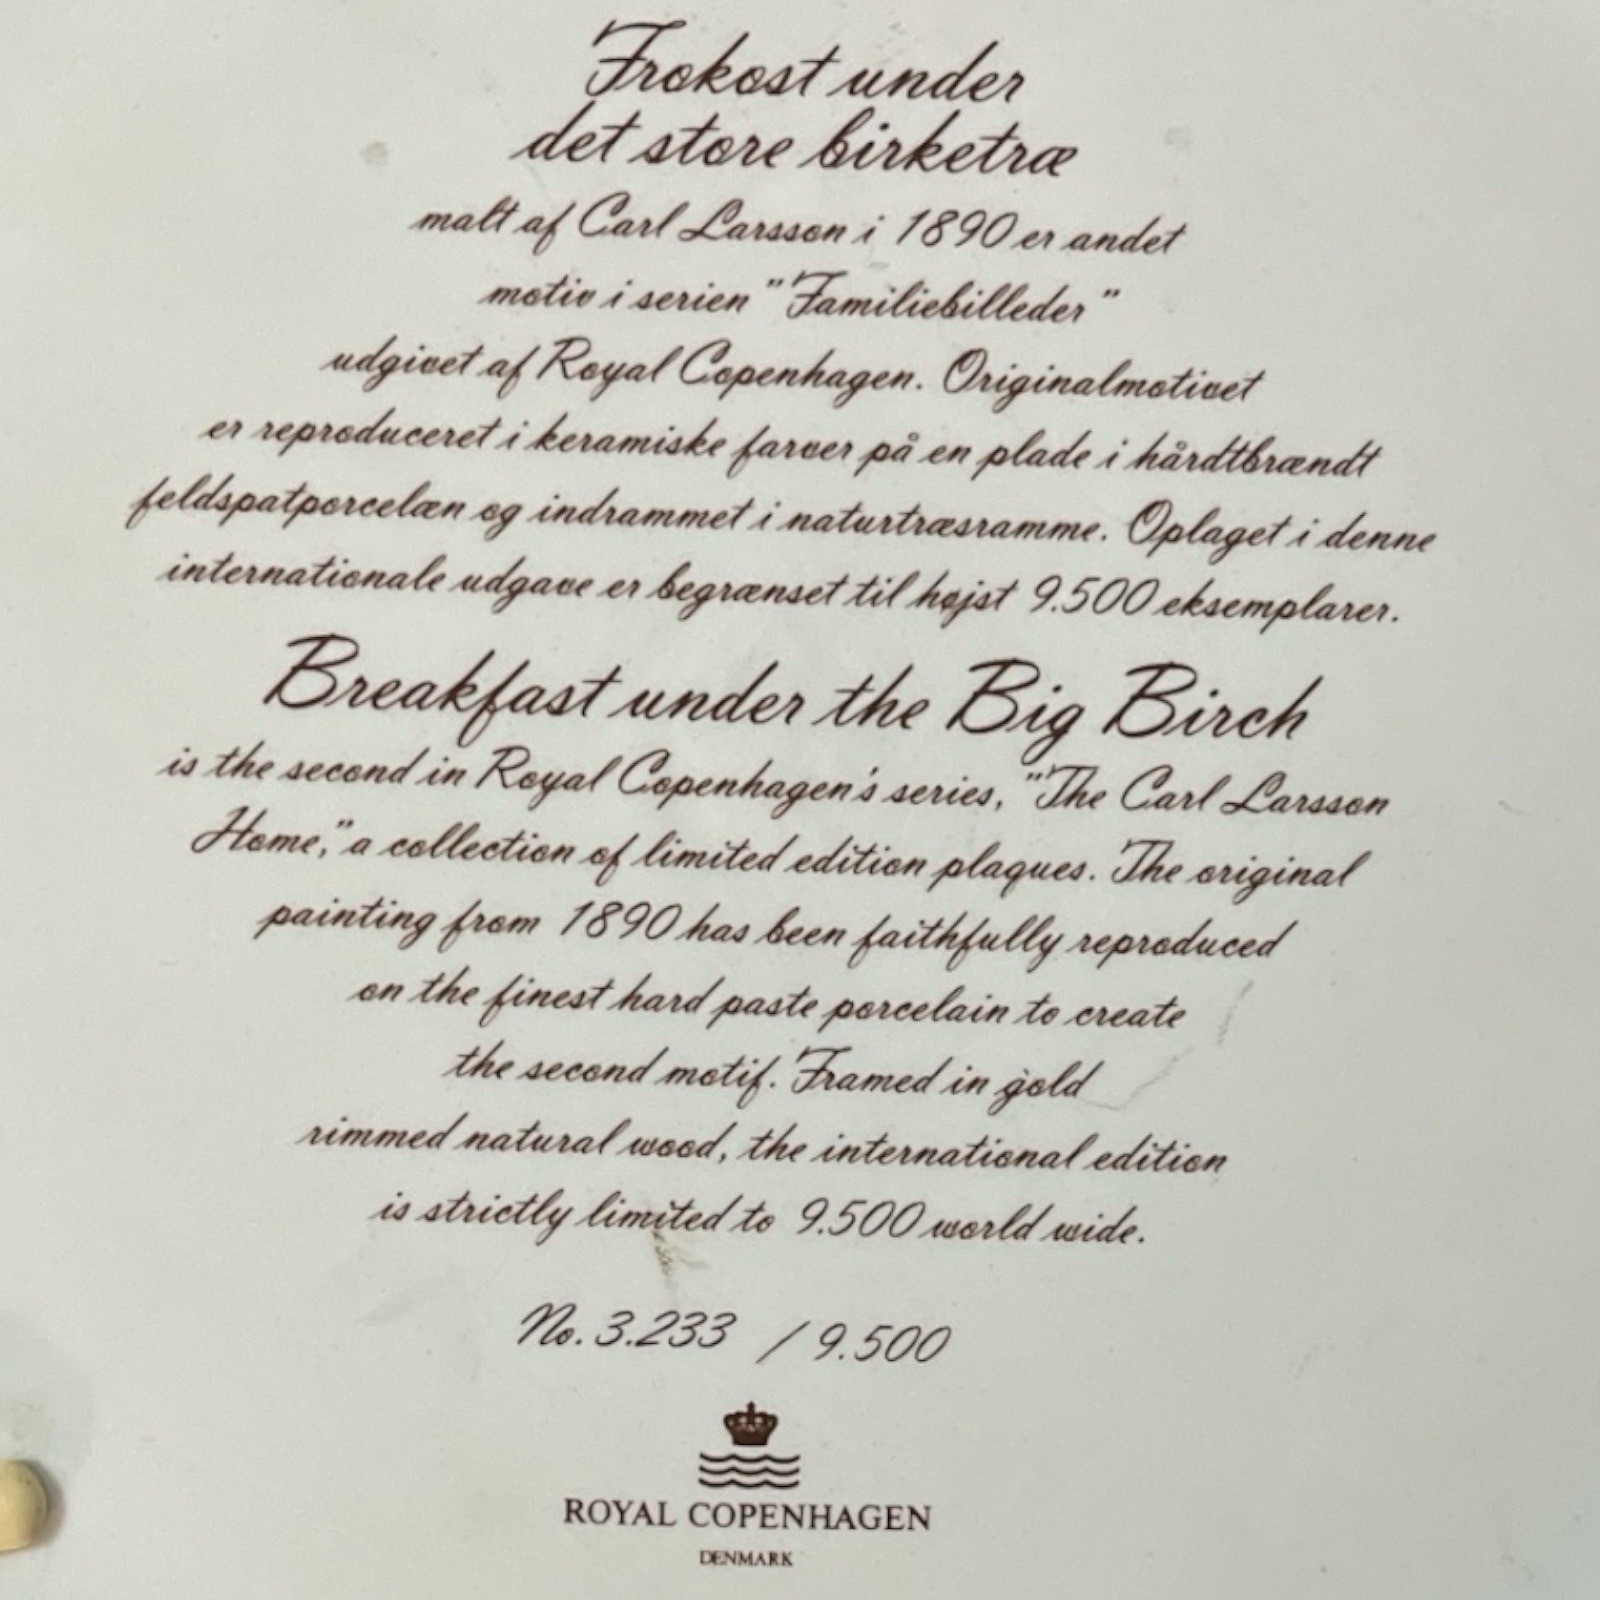 Frokost under
det store birketræ
malt af Carl Larsson i 1890 er andet
motiv i serien "Familiebilleder"
udgivet af Royal Copenhagen. Originalmotivet
er reproduceret i keramiske farver på en plade i hårdtbrændt
feldspatporcelæn og indrammet i naturtræsramme. Oplaget i denne
internationale udgave er begrænset til højst 9.500 eksemplarer.
Breakfast under the Big Birch
is the second in Royal Copenhagen's series, "The Carl Larsson
Home," a collection of limited edition plaques. The original
painting from 1890 has been faithfully reproduced
on the finest hard paste porcelain to create
the second motif. Framed in gold
rimmed natural wood, the international edition
is strictly limited to 9.500 world wide.
No. 3.233 / 9.500
ROYAL COPENHAGEN
DENMARK